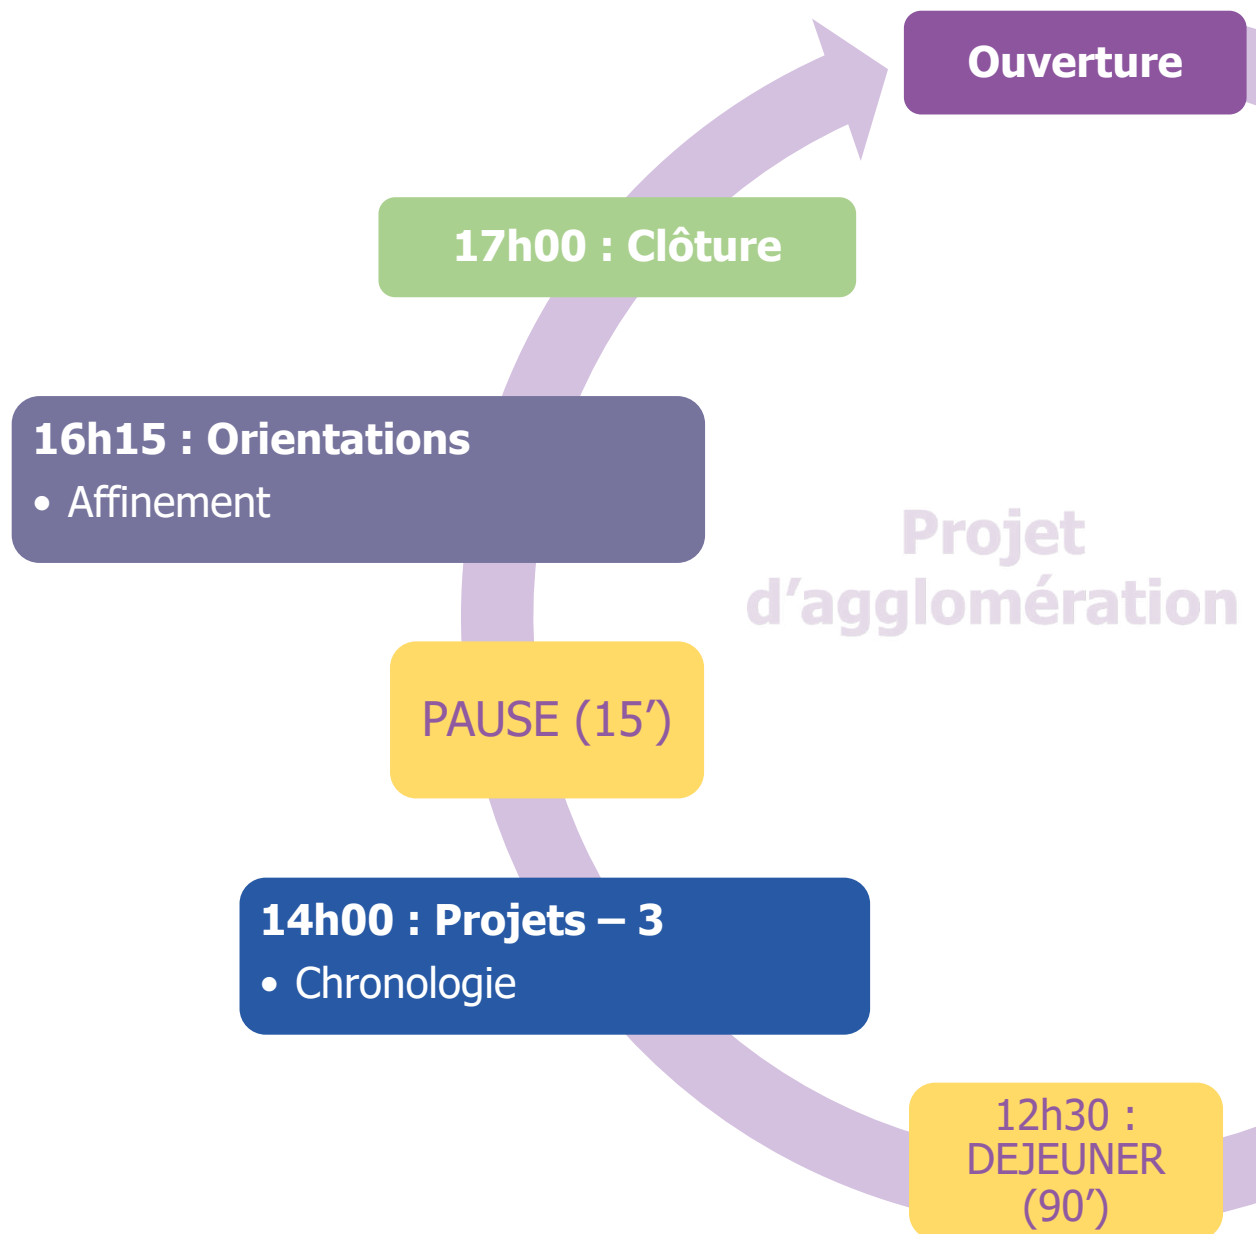 Ouverture
17h00 : Clôture
16h15 : Orientations
• Affinement
Projet
d’agglomération
PAUSE (15’)
14h00 : Projets – 3
• Chronologie
12h30 :
DEJEUNER
(90’)